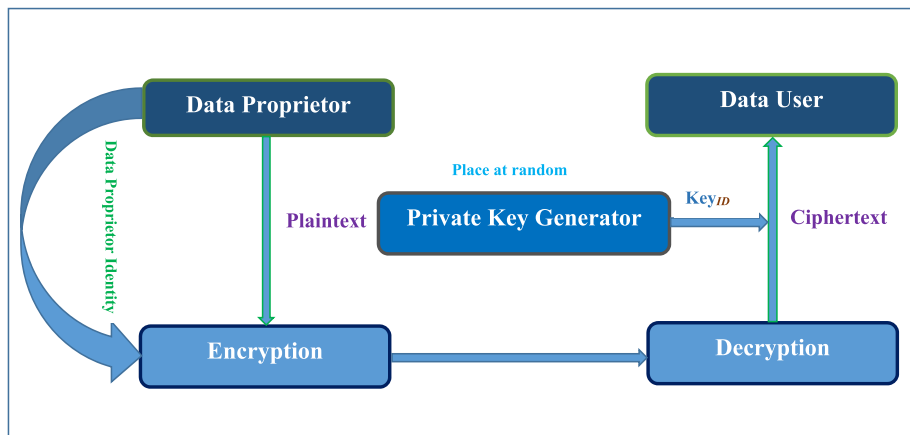 Data Proprietor
Data User
Data Proprietor Identity
Place at random
Plaintext
Private Key Generator
KeyID
Ciphertext
Encryption
Decryption